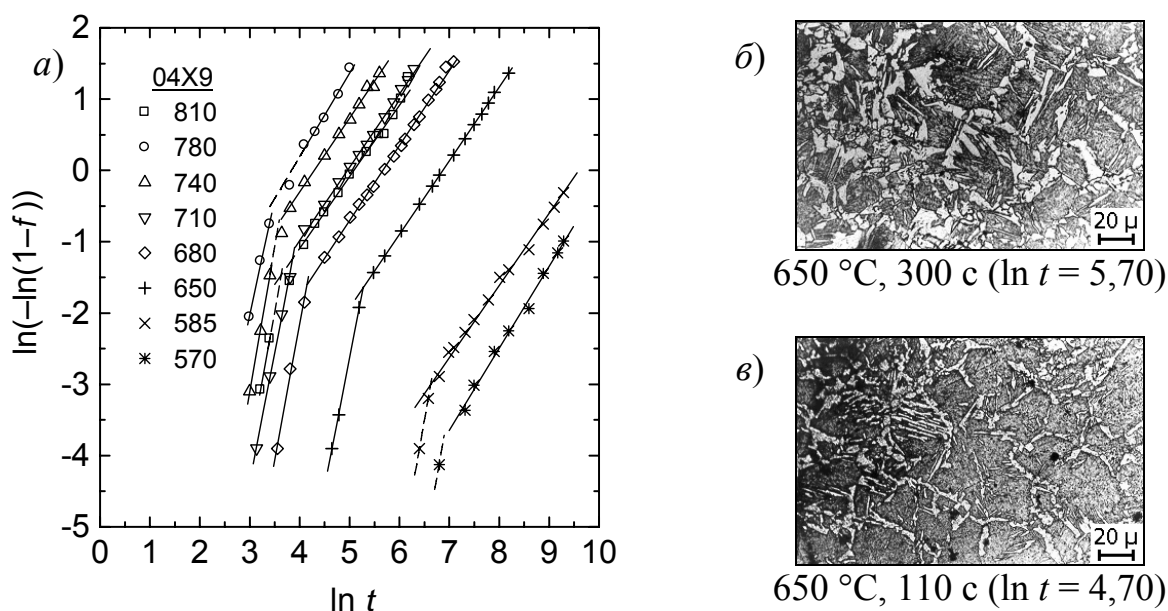 а)
2
1
0
-1
-2
-3
-4
-5
ln(–ln(1–f))
04X9
810
780
740
710
680
650
585
570
0 1 2 3 4 5 6 7 8 9 10
ln t
б)
20 µ
650 °C, 300 с (ln t = 5,70)
в)
20 µ
650 °C, 110 с (ln t = 4,70)